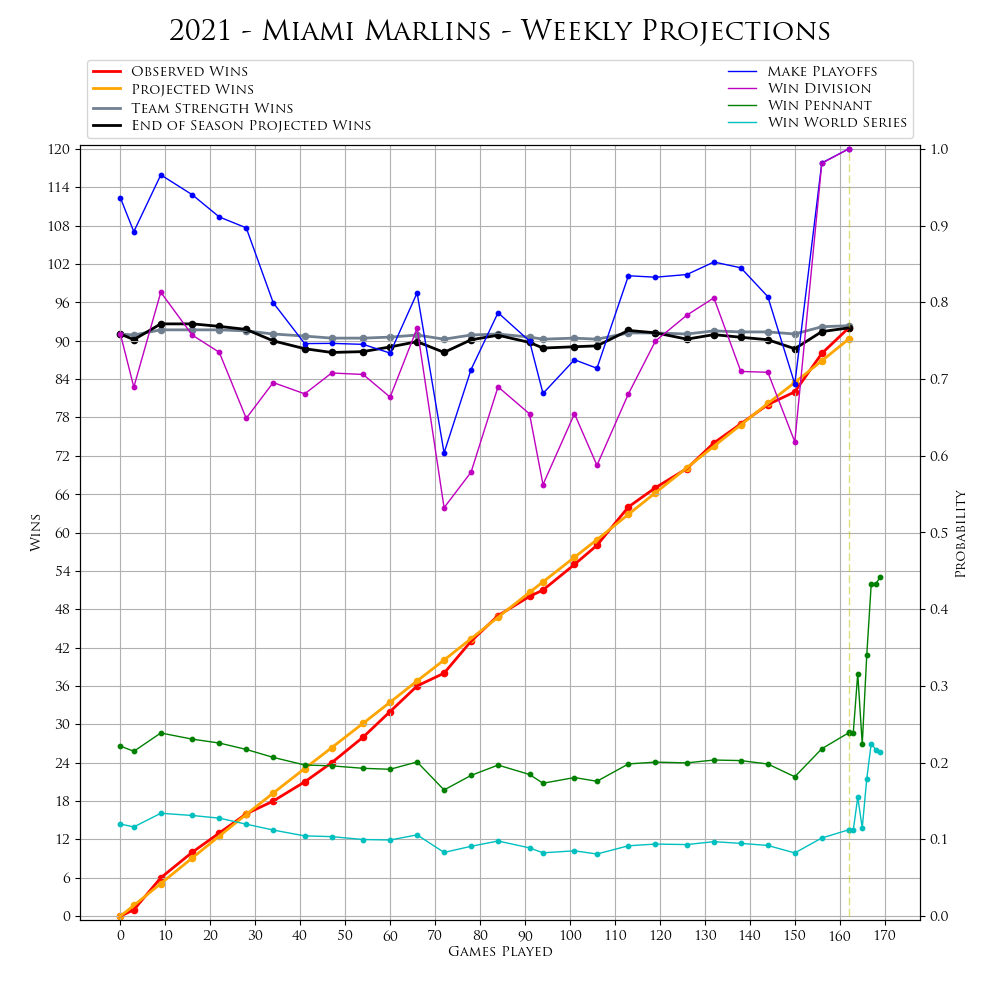 2021 - Miami Marlins - Weekly Projections
Observed Wins
Projected Wins
Team Strength Wins
End of Season Projected Wins
Make Playoffs
Win Division
Win Pennant
Win World Series
120
114
108
102
96
90
84
78
72
66
60
54
48
42
36
30
24
18
12
6
0
Wins
1.0
0.9
0.8
0.7
0.6
0.5
0.4
0.3
0.2
0.1
0.0
Probability
0 10 20 30 40 50 60 70 80 90 100 110 120 130 140 150 160 170
Games Played